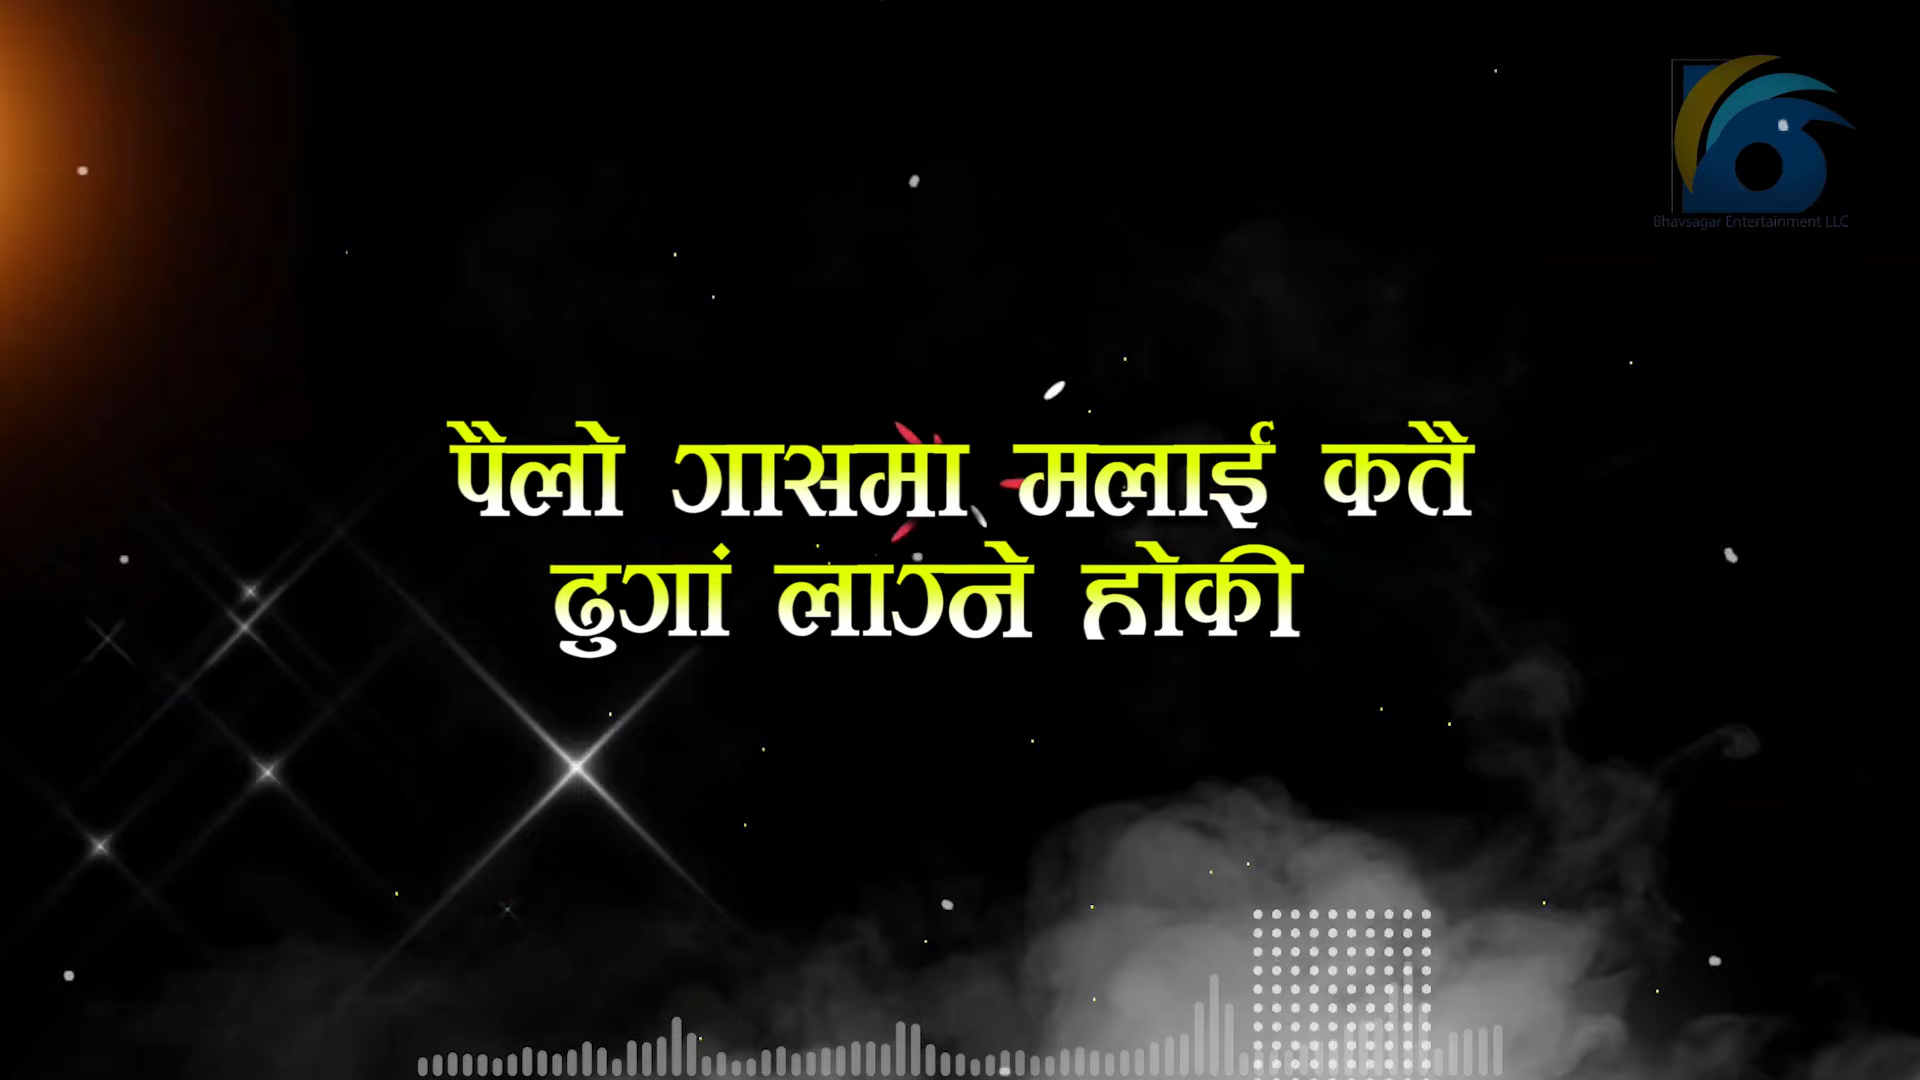 Bhavsagar Entertainment LLC
पैलो गासमा मलाई कतै
ढुगां लाग्ने होकी